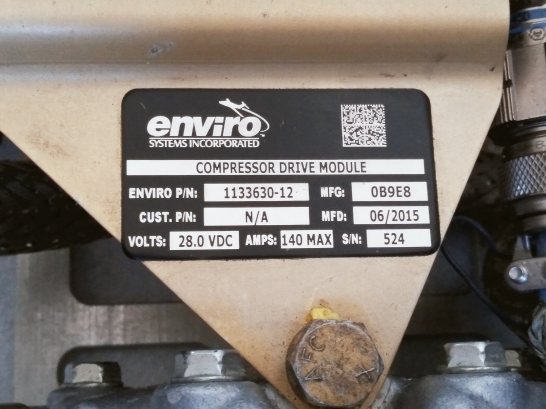 enviro™
SYSTEMS INCORPORATED
COMPRESSOR DRIVE MODULE
ENVIRO P/N: 1133630-12 MFG: 0B9E8
CUST. P/N: N/A MFD: 06/2015
VOLTS: 28.0 VDC AMPS: 140 MAX S/N: 524